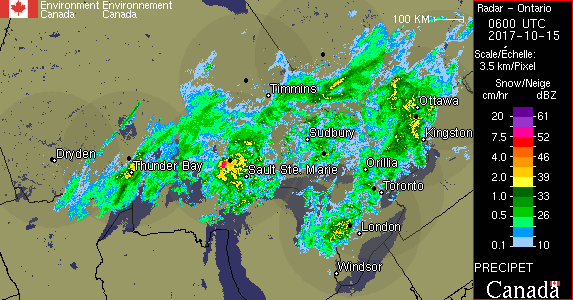 Environment Environnement
Canada Canada
100 KM
Radar - Ontario
0600 UTC
2017-10-15
Scale/Échelle:
3.5 km/Pixel
Snow/Neige
cm/hr dBZ
20 61
7.5 52
4.0 46
2.0 39
1.0 33
0.5 26
0.1 10
PRECIPET
Canada
Timmins
Ottawa
Kingston
Sudbury
Dryden
Thunder Bay
Sault Ste. Marie
Orillia
Toronto
London
Windsor